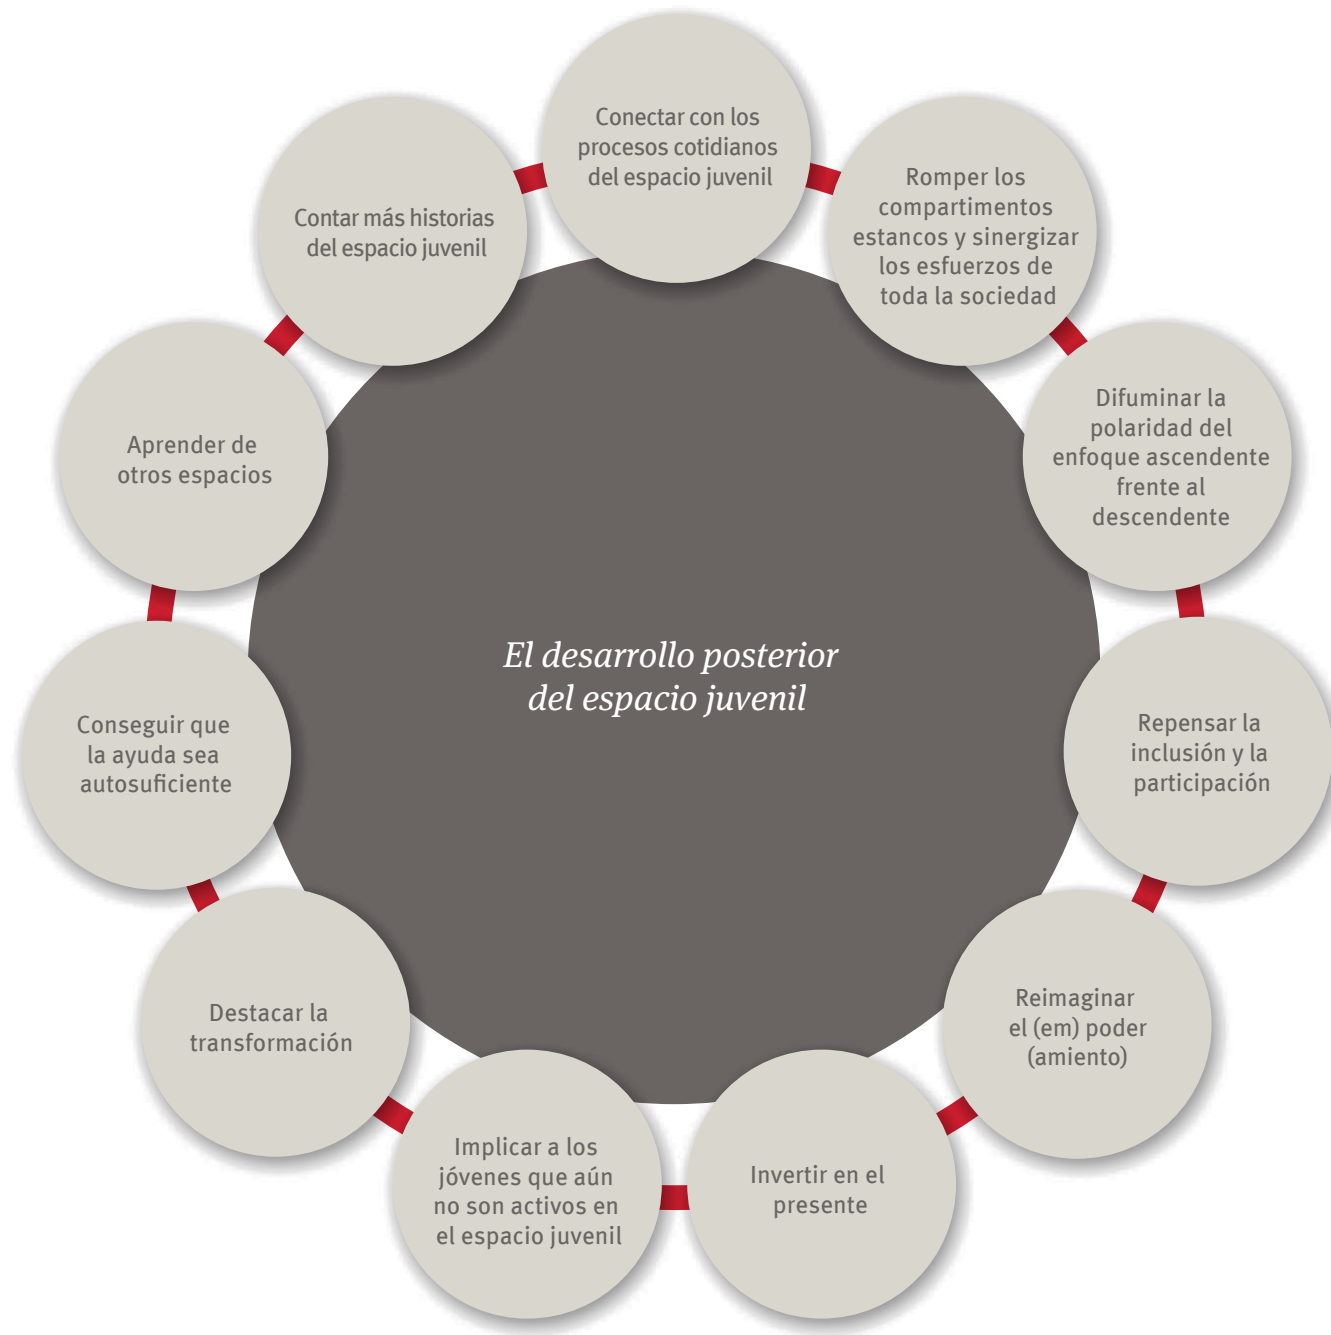 Conectar con los
procesos cotidianos
del espacio juvenil
Romper los
compartimentos
estancos y sinergizar
los esfuerzos de
toda la sociedad
Difuminar la
polaridad del
enfoque ascendente
frente al
descendente
Repensar la
inclusión y la
participación
Reimaginar
el (em) poder
(amiento)
Invertir en el
presente
Implicar a los
jóvenes que aún
no son activos en
el espacio juvenil
Destacar la
transformación
Conseguir que
la ayuda sea
autosuficiente
Aprender de
otros espacios
Contar más historias
del espacio juvenil
El desarrollo posterior
del espacio juvenil